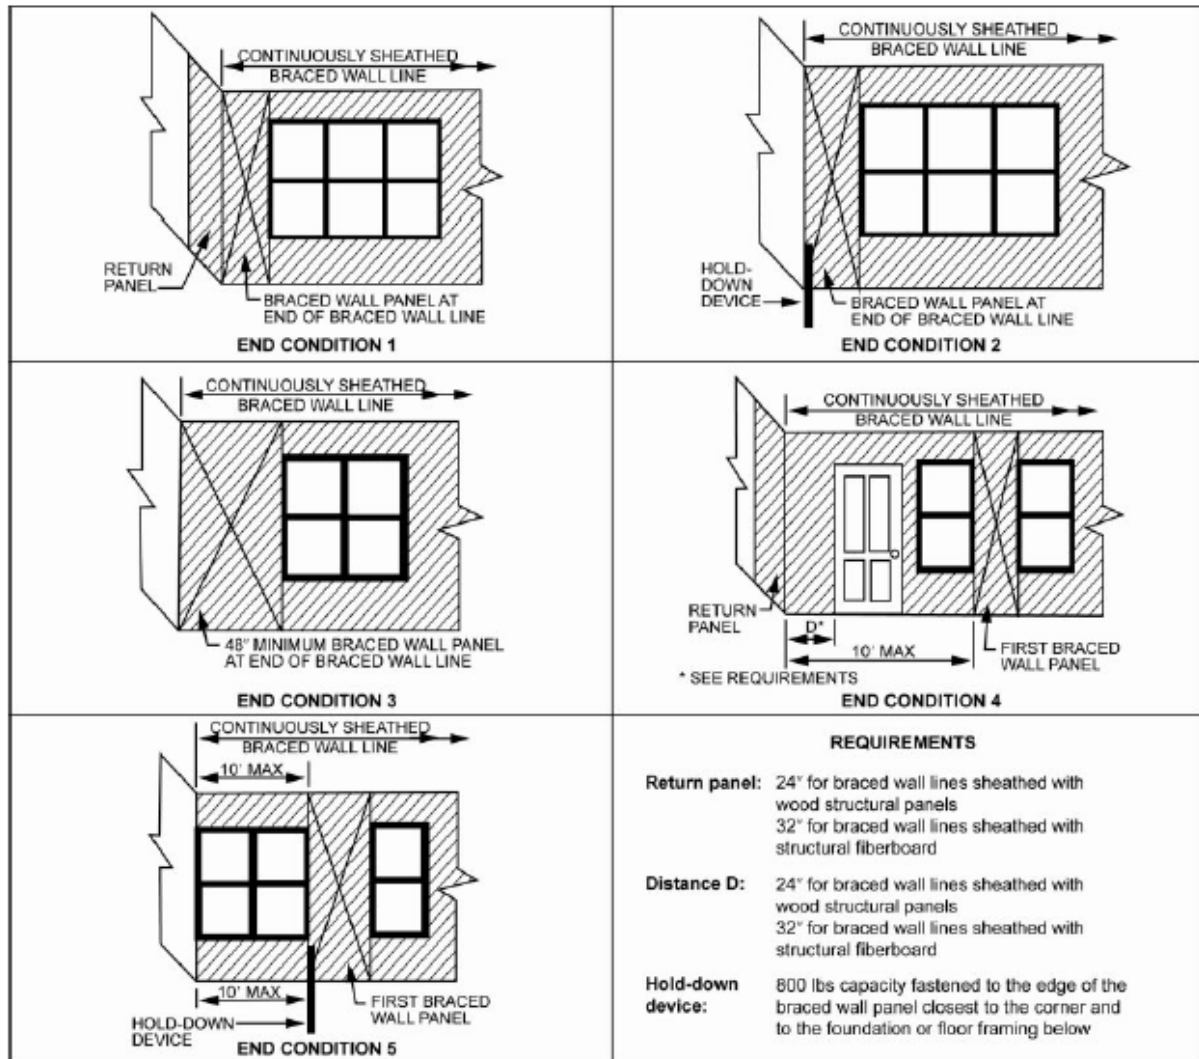 CONTINUOUSLY SHEATHED
BRACED WALL LINE
RETURN
PANEL
BRACED WALL PANEL AT
END OF BRACED WALL LINE
END CONDITION 1
CONTINUOUSLY SHEATHED
BRACED WALL LINE
HOLD-
DOWN
DEVICE
BRACED WALL PANEL AT
END OF BRACED WALL LINE
END CONDITION 2
CONTINUOUSLY SHEATHED
BRACED WALL LINE
48" MINIMUM BRACED WALL PANEL
AT END OF BRACED WALL LINE
END CONDITION 3
CONTINUOUSLY SHEATHED
BRACED WALL LINE
RETURN
PANEL
D*
10' MAX
FIRST BRACED
WALL PANEL
* SEE REQUIREMENTS
END CONDITION 4
CONTINUOUSLY SHEATHED
BRACED WALL LINE
10' MAX
10' MAX
HOLD-DOWN
DEVICE
FIRST BRACED
WALL PANEL
END CONDITION 5
REQUIREMENTS
Return panel: 24" for braced wall lines sheathed with
wood structural panels
32" for braced wall lines sheathed with
structural fiberboard
Distance D: 24" for braced wall lines sheathed with
wood structural panels
32" for braced wall lines sheathed with
structural fiberboard
Hold-down 800 lbs capacity fastened to the edge of the
device: braced wall panel closest to the corner and
to the foundation or floor framing below